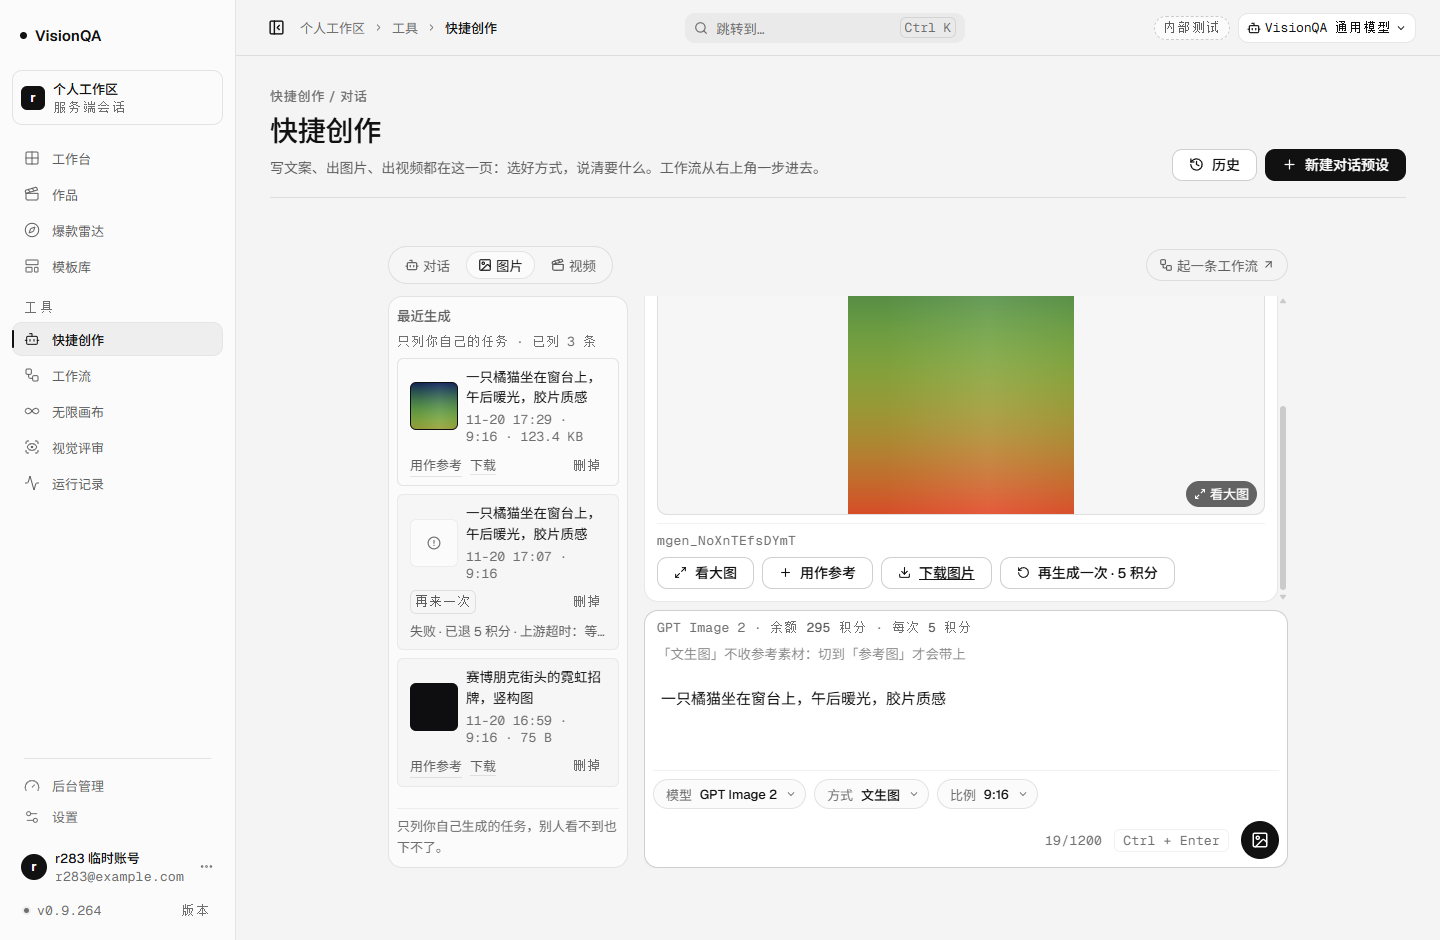 VisionQA
r
个人工作区
服务端会话
工作台
作品
爆款雷达
模板库
工具
快捷创作
工作流
无限画布
视觉评审
运行记录
后台管理
设置
r
r283 临时账号
r283@example.com
v0.9.264
版本
个人工作区 › 工具 › 快捷创作
跳转到…
Ctrl K
内部测试
VisionQA 通用模型
快捷创作 / 对话
快捷创作
写文案、出图片、出视频都在这一页：选好方式，说清要什么。工作流从右上角一步进去。
历史
新建对话预设
对话
图片
视频
起一条工作流
最近生成
只列你自己的任务 · 已列 3 条
一只橘猫坐在窗台上，
午后暖光，胶片质感
11-20 17:29 ·
9:16 · 123.4 KB
用作参考 下载 删掉
一只橘猫坐在窗台上，
午后暖光，胶片质感
11-20 17:07 ·
9:16
再来一次 删掉
失败 · 已退 5 积分 · 上游超时：等…
赛博朋克街头的霓虹招
牌，竖构图
11-20 16:59 ·
9:16 · 75 B
用作参考 下载 删掉
只列你自己生成的任务，别人看不到也
下不了。
看大图
mgen_NoXnTEfsDYmT
看大图
用作参考
下载图片
再生成一次 · 5 积分
GPT Image 2 · 余额 295 积分 · 每次 5 积分
「文生图」不收参考素材：切到「参考图」才会带上
一只橘猫坐在窗台上，午后暖光，胶片质感
模型 GPT Image 2
方式 文生图
比例 9:16
19/1200
Ctrl + Enter